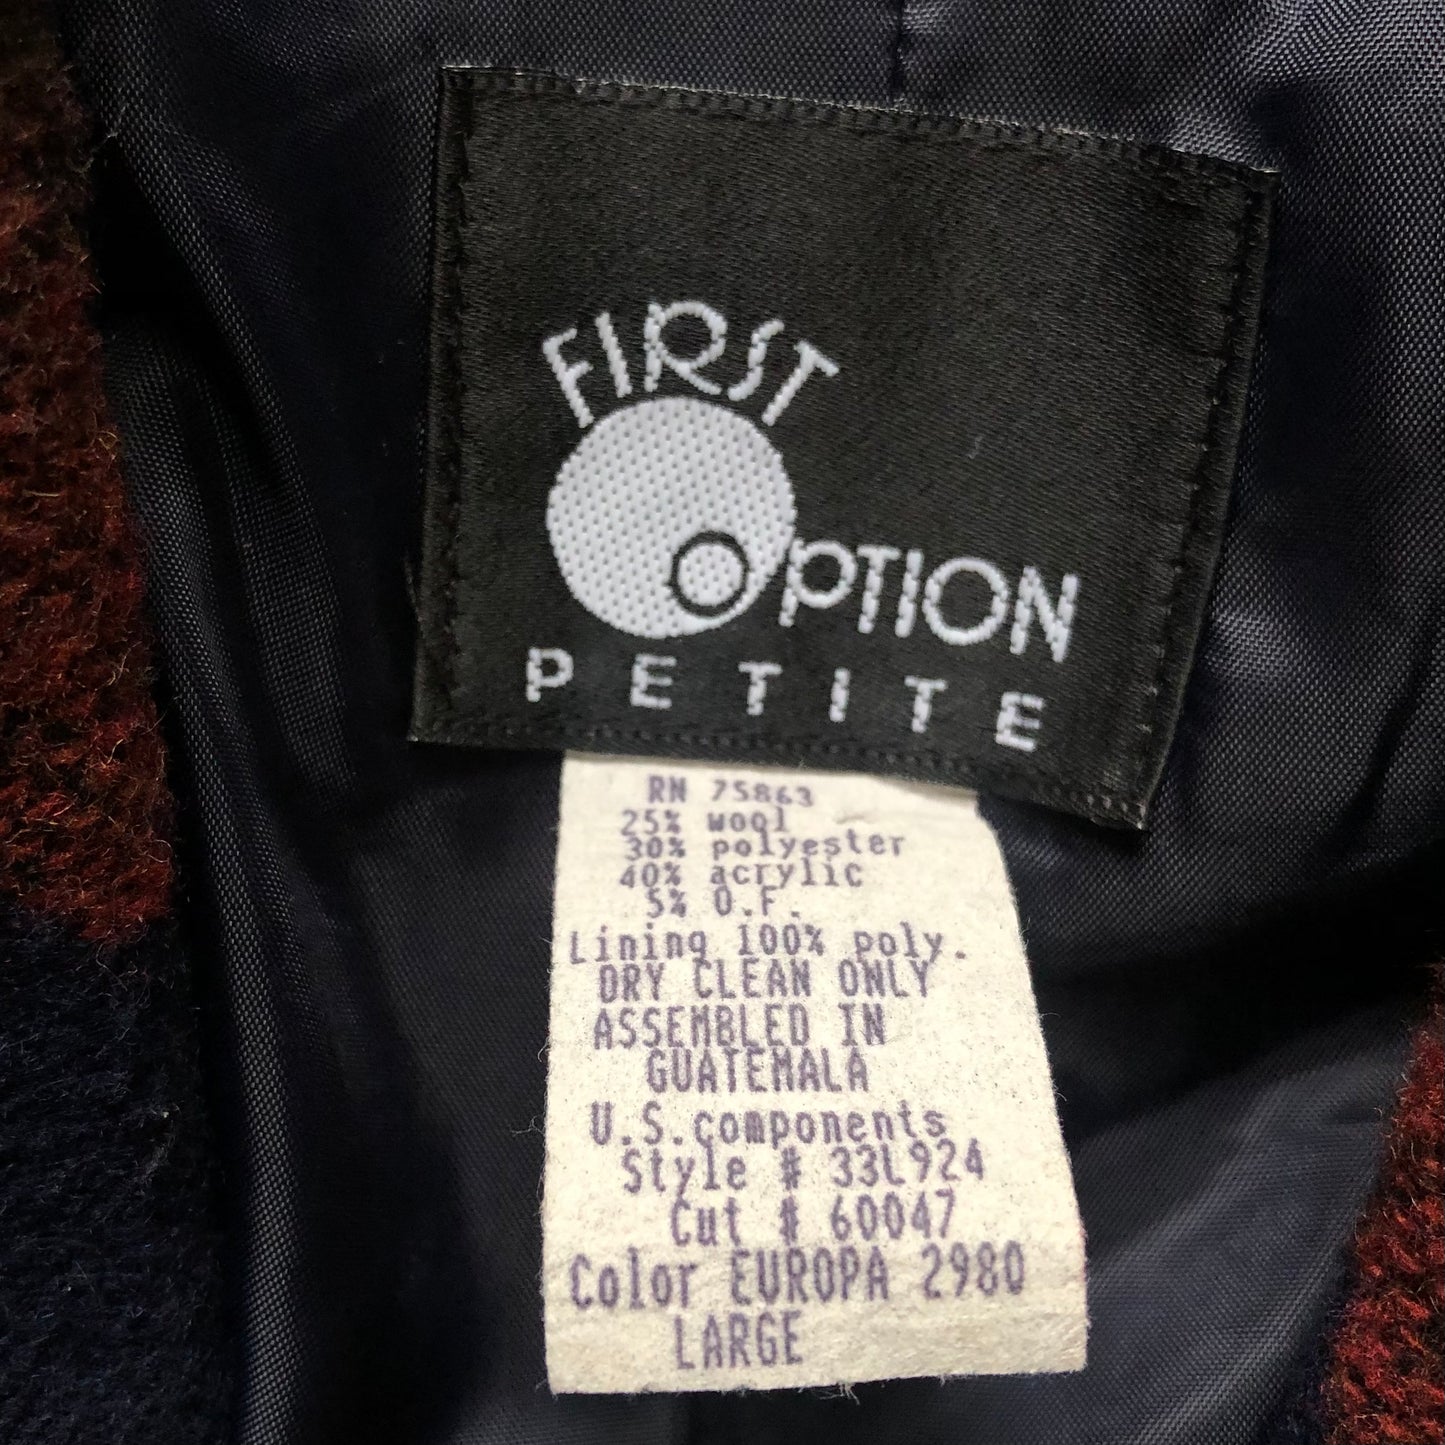 FIRST
OPTION
PETITE
RN 75863
25% wool
30% polyester
40% acrylic
5% O.F.
Lining 100% poly.
DRY CLEAN ONLY
ASSEMBLED IN
GUATEMALA
U.S.components
Style # 33L924
Cut # 60047
Color EUROPA 2980
LARGE